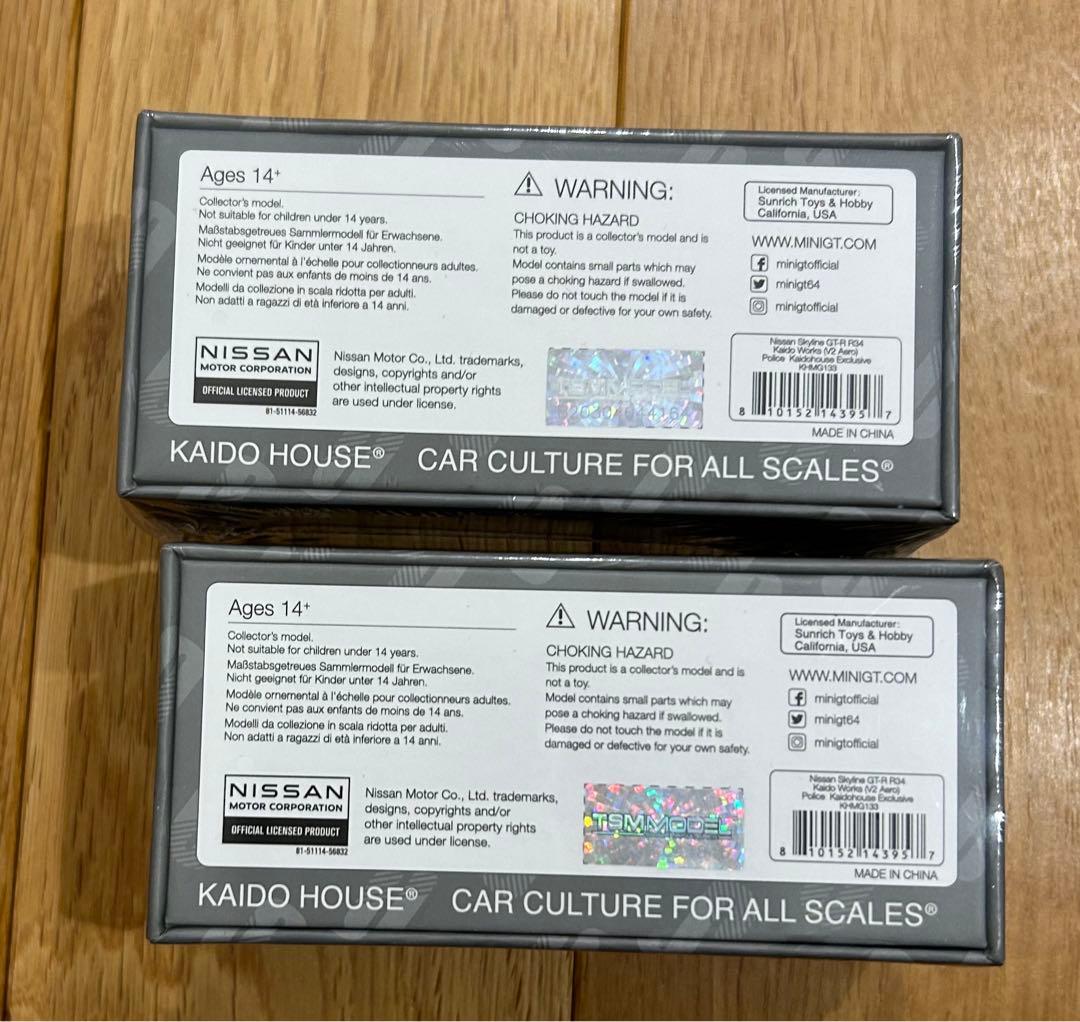 Ages 14+
Collector's model.
Not suitable for children under 14 years.
Maßstabsgetreues Sammlermodell für Erwachsene.
Nicht geeignet für Kinder unter 14 Jahren.
Modèle ornemental à l'échelle pour collectionneurs adultes.
Ne convient pas aux enfants de moins de 14 ans.
Modelli da collezione in scala ridotta per adulti.
Non adatti a ragazzi di età inferiore a 14 anni.
⚠ WARNING:
CHOKING HAZARD
This product is a collector's model and is
not a toy.
Model contains small parts which may
pose a choking hazard if swallowed.
Please do not touch the model if it is
damaged or defective for your own safety.
Licensed Manufacturer:
Sunrich Toys & Hobby
California, USA
WWW.MINIGT.COM
minigtofficial
minigt64
minigtofficial
NISSAN
MOTOR CORPORATION
OFFICIAL LICENSED PRODUCT
81-51114-56832
Nissan Motor Co., Ltd. trademarks,
designs, copyrights and/or
other intellectual property rights
are used under license.
Nissan Skyline GT-R R34
Kaido Works (V2 Aero)
Police Kaidohouse Exclusive
KHMG133
8 10152 14395 7
MADE IN CHINA
KAIDO HOUSE® CAR CULTURE FOR ALL SCALES®
Ages 14+
Collector's model.
Not suitable for children under 14 years.
Maßstabsgetreues Sammlermodell für Erwachsene.
Nicht geeignet für Kinder unter 14 Jahren.
Modèle ornemental à l'échelle pour collectionneurs adultes.
Ne convient pas aux enfants de moins de 14 ans.
Modelli da collezione in scala ridotta per adulti.
Non adatti a ragazzi di età inferiore a 14 anni.
⚠ WARNING:
CHOKING HAZARD
This product is a collector's model and is
not a toy.
Model contains small parts which may
pose a choking hazard if swallowed.
Please do not touch the model if it is
damaged or defective for your own safety.
Licensed Manufacturer:
Sunrich Toys & Hobby
California, USA
WWW.MINIGT.COM
minigtofficial
minigt64
minigtofficial
NISSAN
MOTOR CORPORATION
OFFICIAL LICENSED PRODUCT
81-51114-56832
Nissan Motor Co., Ltd. trademarks,
designs, copyrights and/or
other intellectual property rights
are used under license.
TSMMODEL
Nissan Skyline GT-R R34
Kaido Works (V2 Aero)
Police Kaidohouse Exclusive
KHMG133
8 10152 14395 7
MADE IN CHINA
KAIDO HOUSE® CAR CULTURE FOR ALL SCALES®